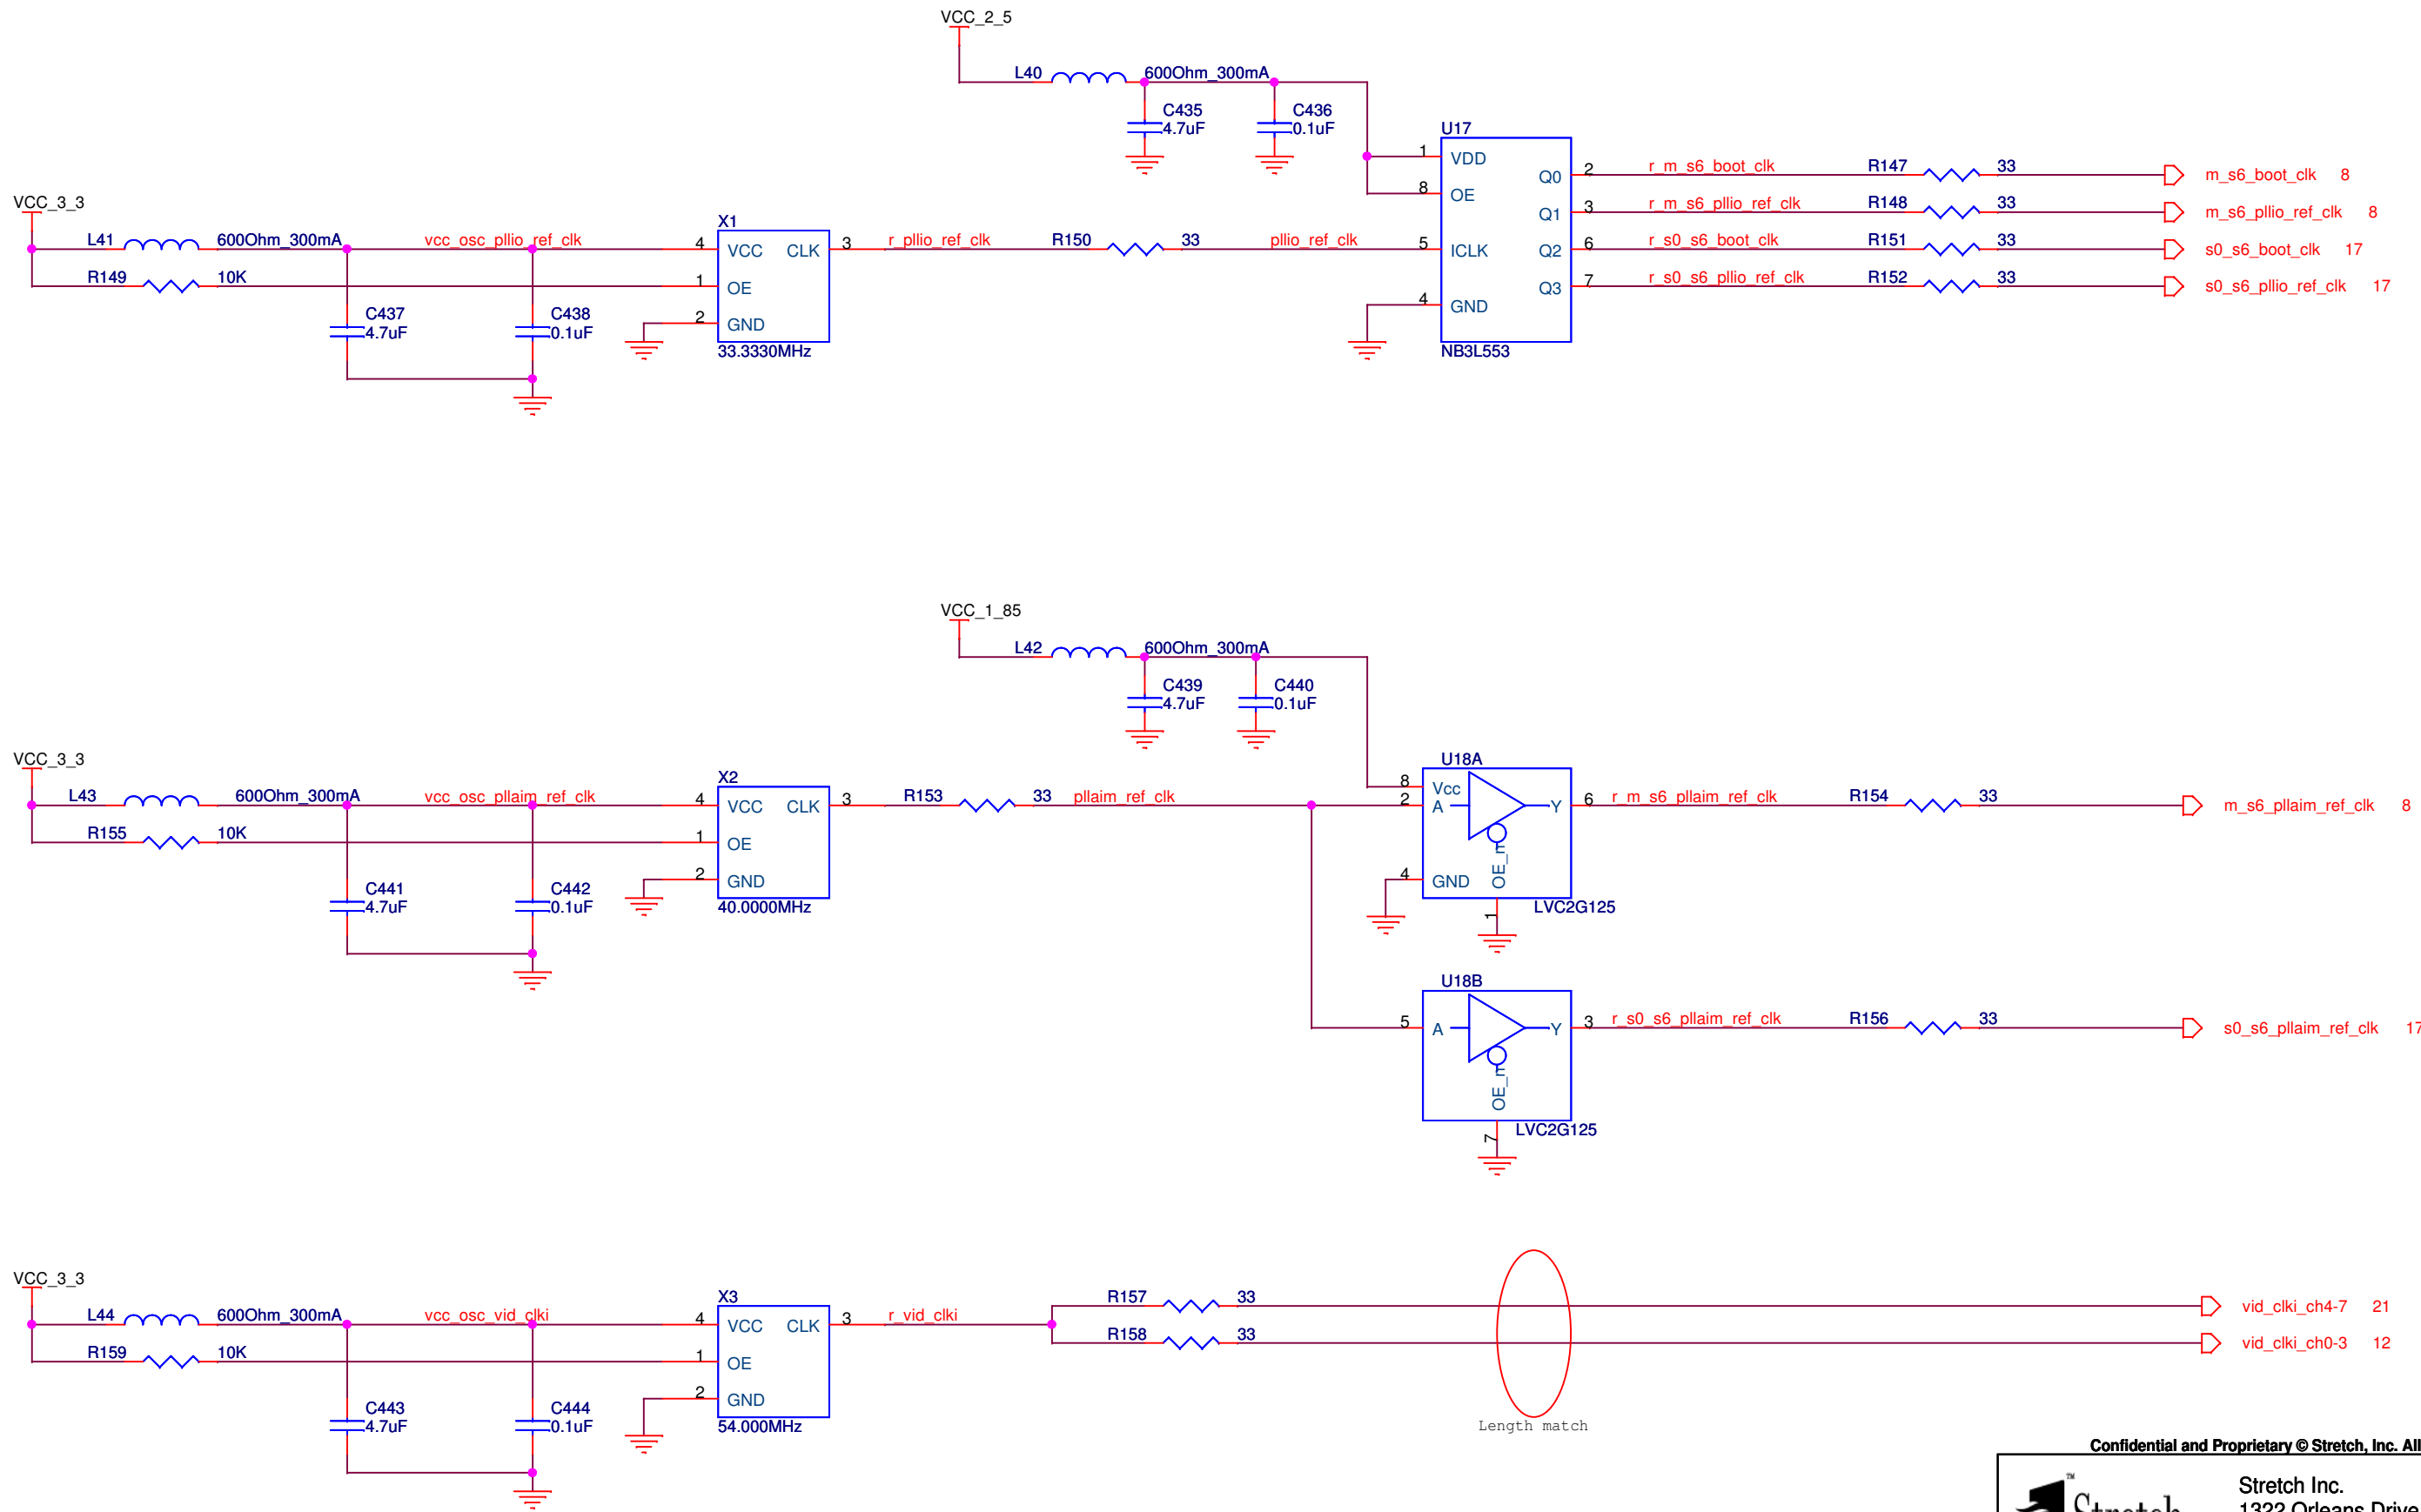 VCC_2_5
L40 600Ohm_300mA
C435 4.7uF
C436 0.1uF
U17
1 VDD
8 OE
5 ICLK
4 GND
Q0 2 r_m_s6_boot_clk R147 33 m_s6_boot_clk 8
Q1 3 r_m_s6_pllio_ref_clk R148 33 m_s6_pllio_ref_clk 8
Q2 6 r_s0_s6_boot_clk R151 33 s0_s6_boot_clk 17
Q3 7 r_s0_s6_pllio_ref_clk R152 33 s0_s6_pllio_ref_clk 17
NB3L553
VCC_3_3
L41 600Ohm_300mA vcc_osc_pllio_ref_clk
R149 10K
C437 4.7uF
C438 0.1uF
X1
4 VCC CLK 3 r_pllio_ref_clk R150 33 pllio_ref_clk
1 OE
2 GND
33.3330MHz
VCC_1_85
L42 600Ohm_300mA
C439 4.7uF
C440 0.1uF
VCC_3_3
L43 600Ohm_300mA vcc_osc_pllaim_ref_clk
R155 10K
C441 4.7uF
C442 0.1uF
X2
4 VCC CLK 3 R153 33 pllaim_ref_clk
1 OE
2 GND
40.0000MHz
U18A
8 Vcc
2 A Y 6 r_m_s6_pllaim_ref_clk R154 33 m_s6_pllaim_ref_clk 8
4 GND
OE_n
1
LVC2G125
U18B
5 A Y 3 r_s0_s6_pllaim_ref_clk R156 33 s0_s6_pllaim_ref_clk 17
OE_n
7
LVC2G125
VCC_3_3
L44 600Ohm_300mA vcc_osc_vid_clki
R159 10K
C443 4.7uF
C444 0.1uF
X3
4 VCC CLK 3 r_vid_clki
1 OE
2 GND
54.000MHz
R157 33 vid_clki_ch4-7 21
R158 33 vid_clki_ch0-3 12
Length match
Confidential and Proprietary © Stretch, Inc. All
™
Stretch
Stretch Inc.
1322 Orleans Drive